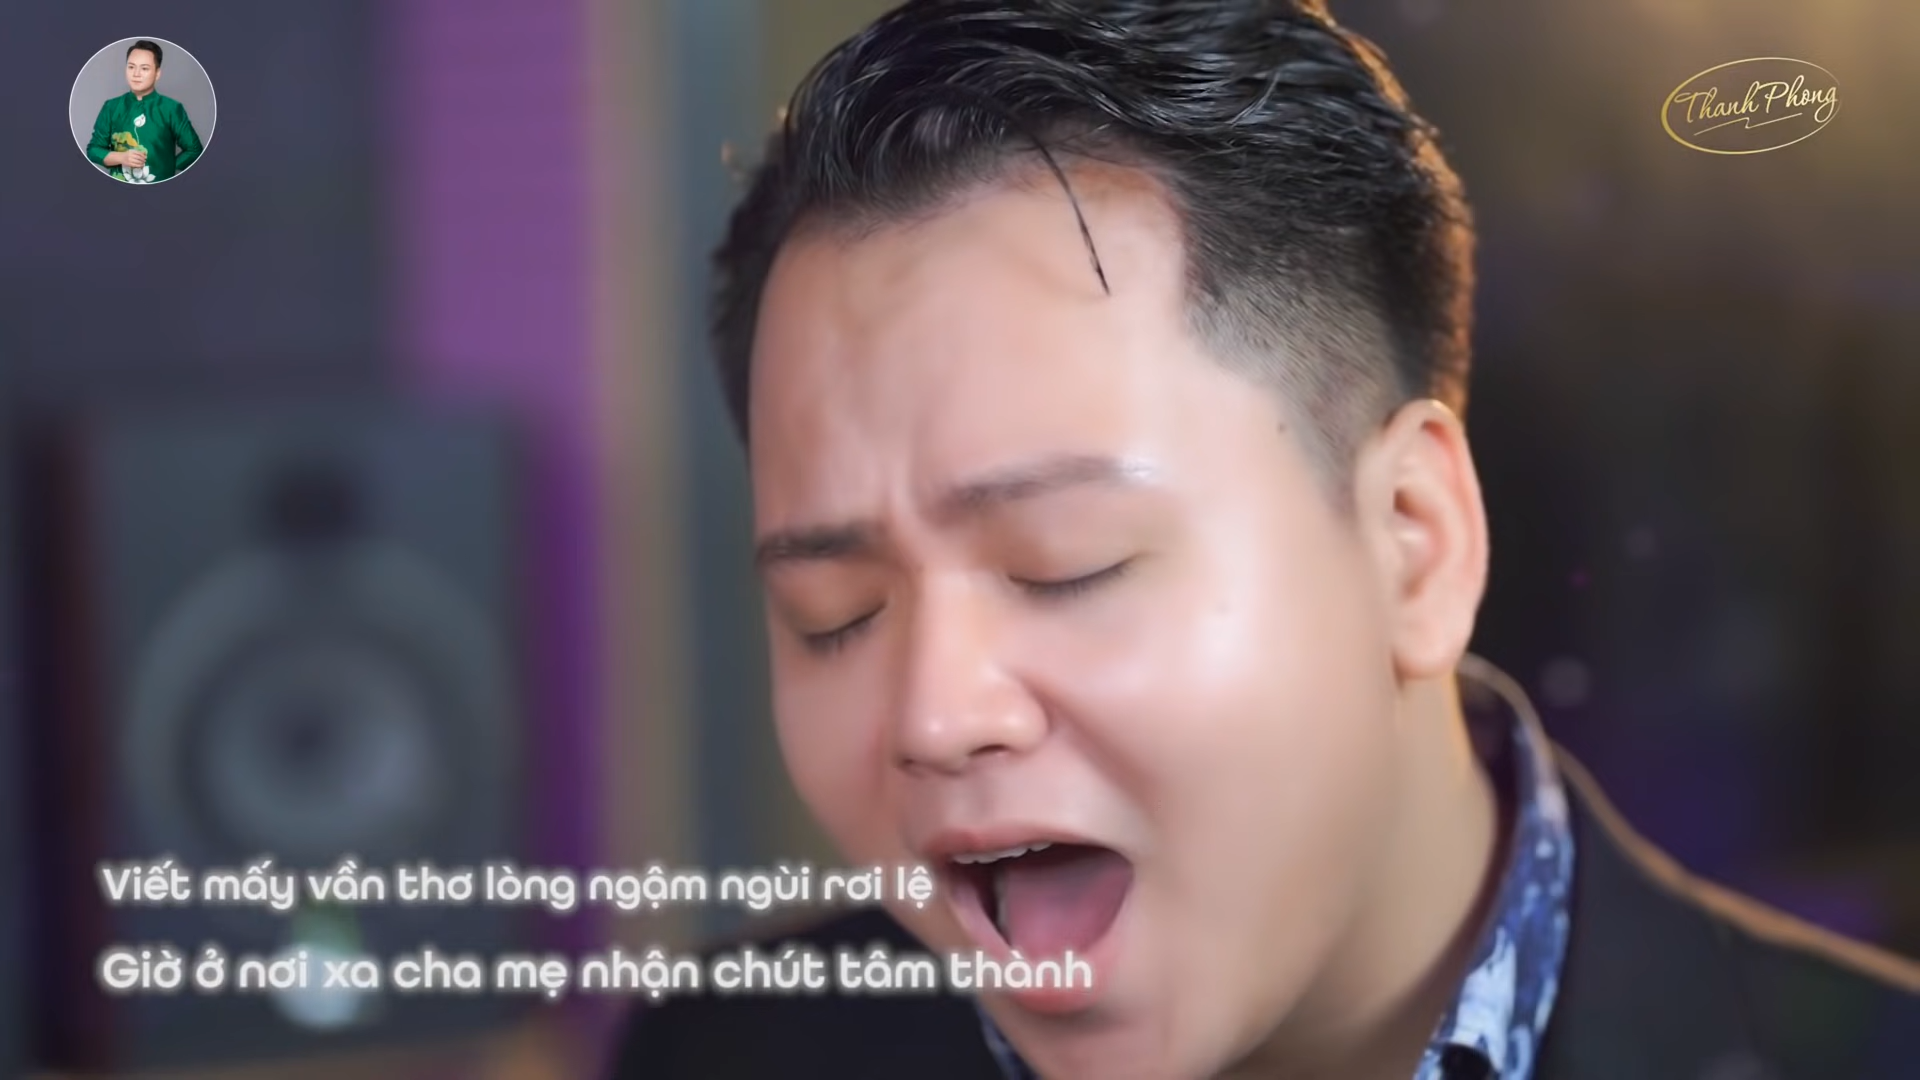 Thanh Phong
Viết mấy vần thơ lòng ngậm ngùi rơi lệ
Giờ ở nơi xa cha mẹ nhận chút tâm thành